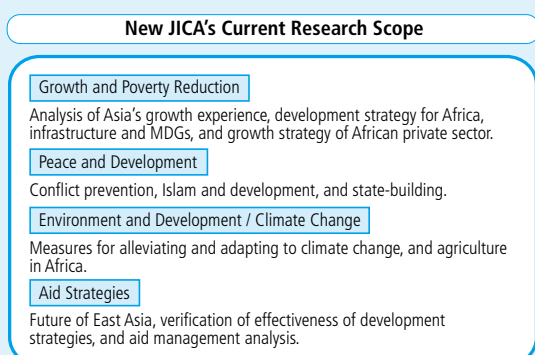 New JICA's Current Research Scope
Growth and Poverty Reduction
Analysis of Asia's growth experience, development strategy for Africa,
infrastructure and MDGs, and growth strategy of African private sector.
Peace and Development
Conflict prevention, Islam and development, and state-building.
Environment and Development / Climate Change
Measures for alleviating and adapting to climate change, and agriculture
in Africa.
Aid Strategies
Future of East Asia, verification of effectiveness of development
strategies, and aid management analysis.